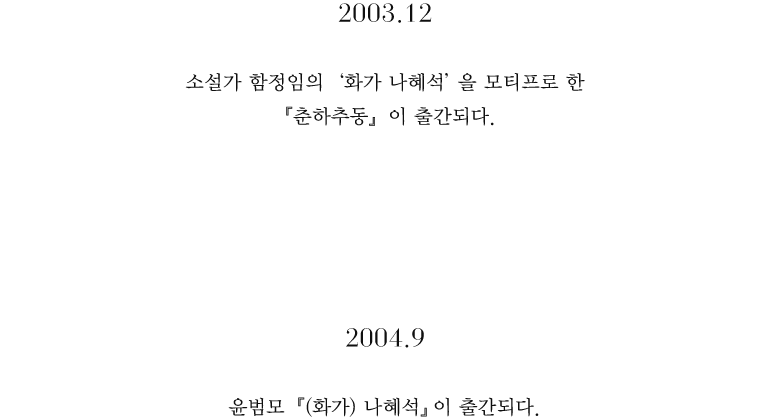 2003.12
소설가 함정임의 ‘화가 나혜석’ 을 모티프로 한
『춘하추동』 이 출간되다.
2004.9
윤범모 『(화가) 나혜석』이 출간되다.